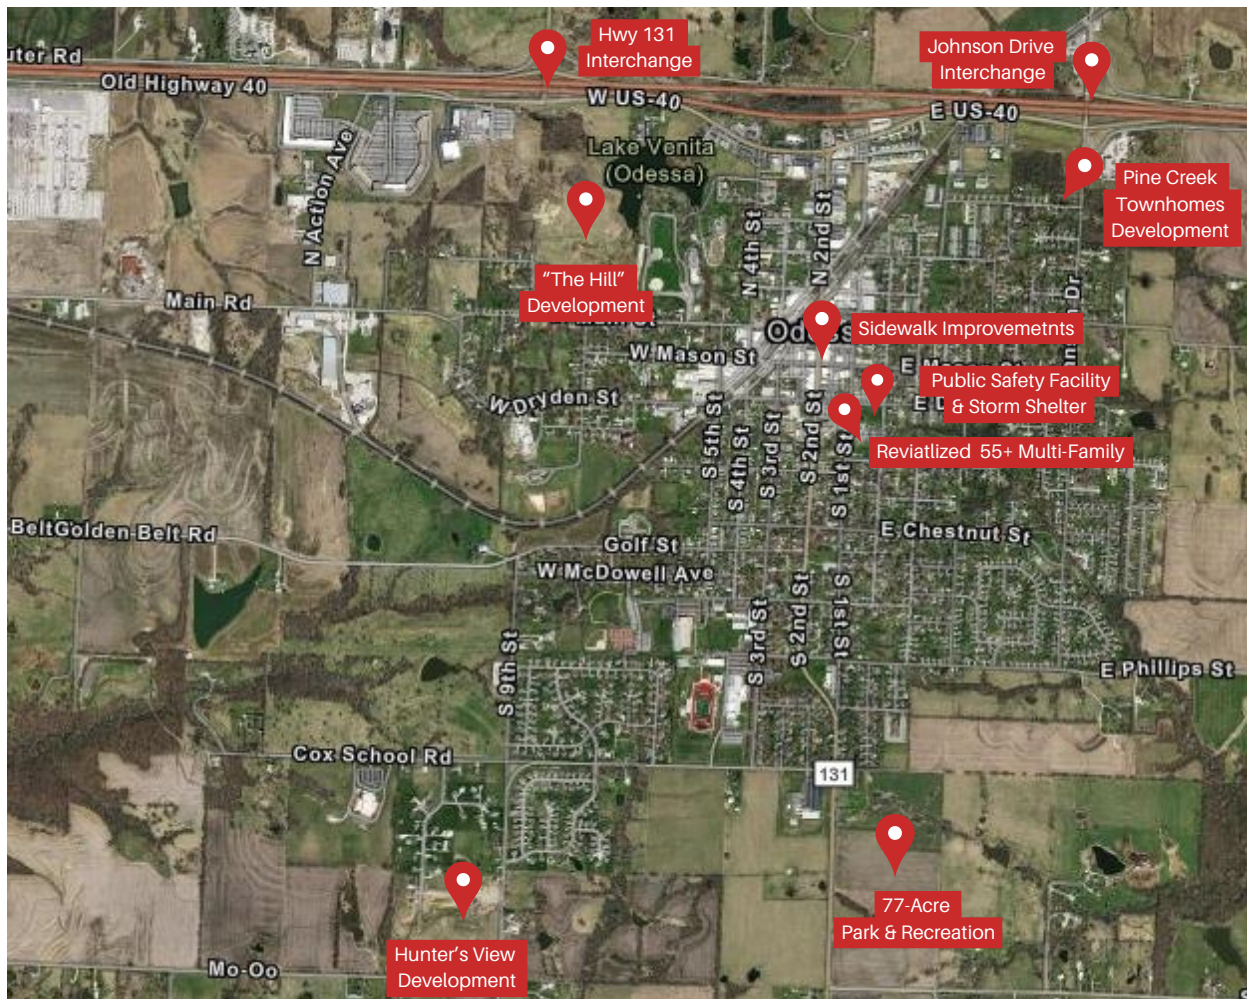 Hwy 131
Interchange
Johnson Drive
Interchange
uter Rd
Old Highway 40
W US-40
E US-40
N Action Ave
Lake Venita
(Odessa)
Pine Creek
Townhomes
Development
N 4th St
N 2nd St
"The Hill"
Development
Main Rd
Dr
Odess
Sidewalk Improvemetnts
W Mason St
Public Safety Facility
& Storm Shelter
W Dryden St
S 5th St
S 4th St
S 3rd St
S 2nd St
S 1st St
Reviatlized 55+ Multi-Family
Belt
Golden Belt Rd
E Chestnut St
Golf St
W McDowell Ave
S 9th St
S 3rd St
S 2nd St
S 1st St
E Phillips St
Cox School Rd
131
77-Acre
Park & Recreation
Hunter's View
Development
Mo-Oo